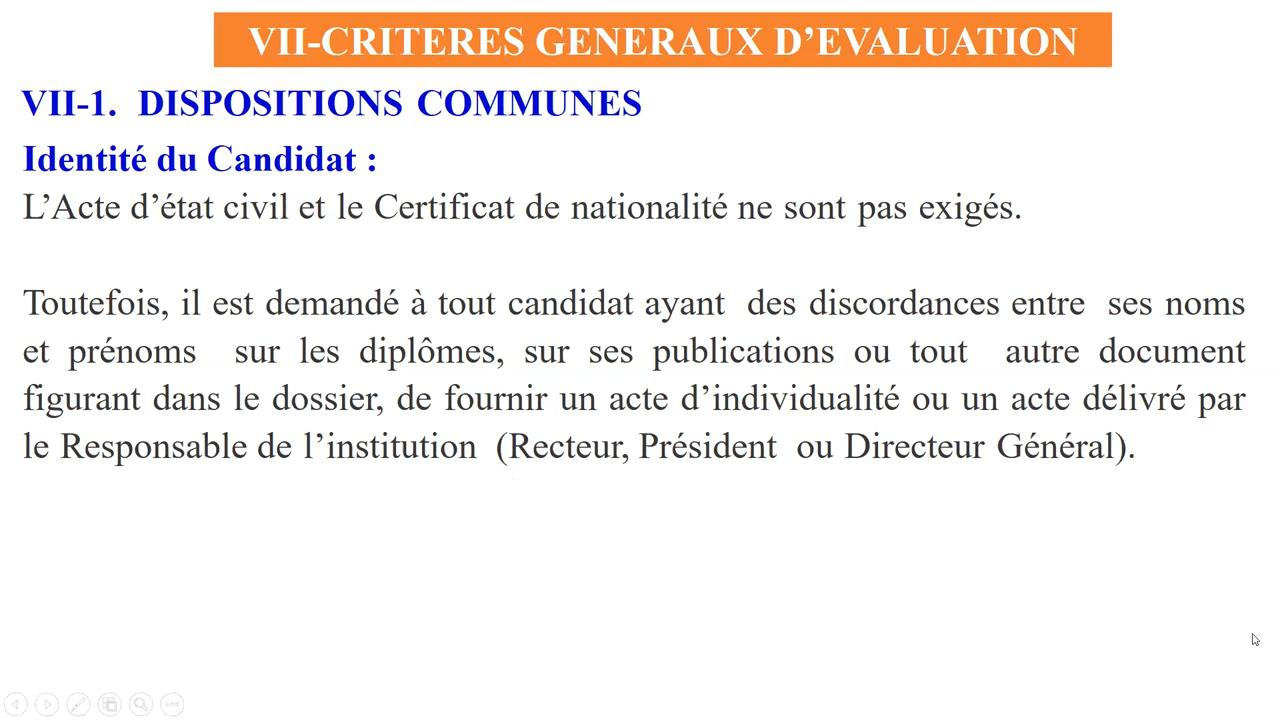 VII-CRITERES GENERAUX D’EVALUATION
VII-1. DISPOSITIONS COMMUNES
Identité du Candidat :
L’Acte d’état civil et le Certificat de nationalité ne sont pas exigés.
Toutefois, il est demandé à tout candidat ayant des discordances entre ses noms
et prénoms sur les diplômes, sur ses publications ou tout autre document
figurant dans le dossier, de fournir un acte d’individualité ou un acte délivré par
le Responsable de l’institution (Recteur, Président ou Directeur Général).